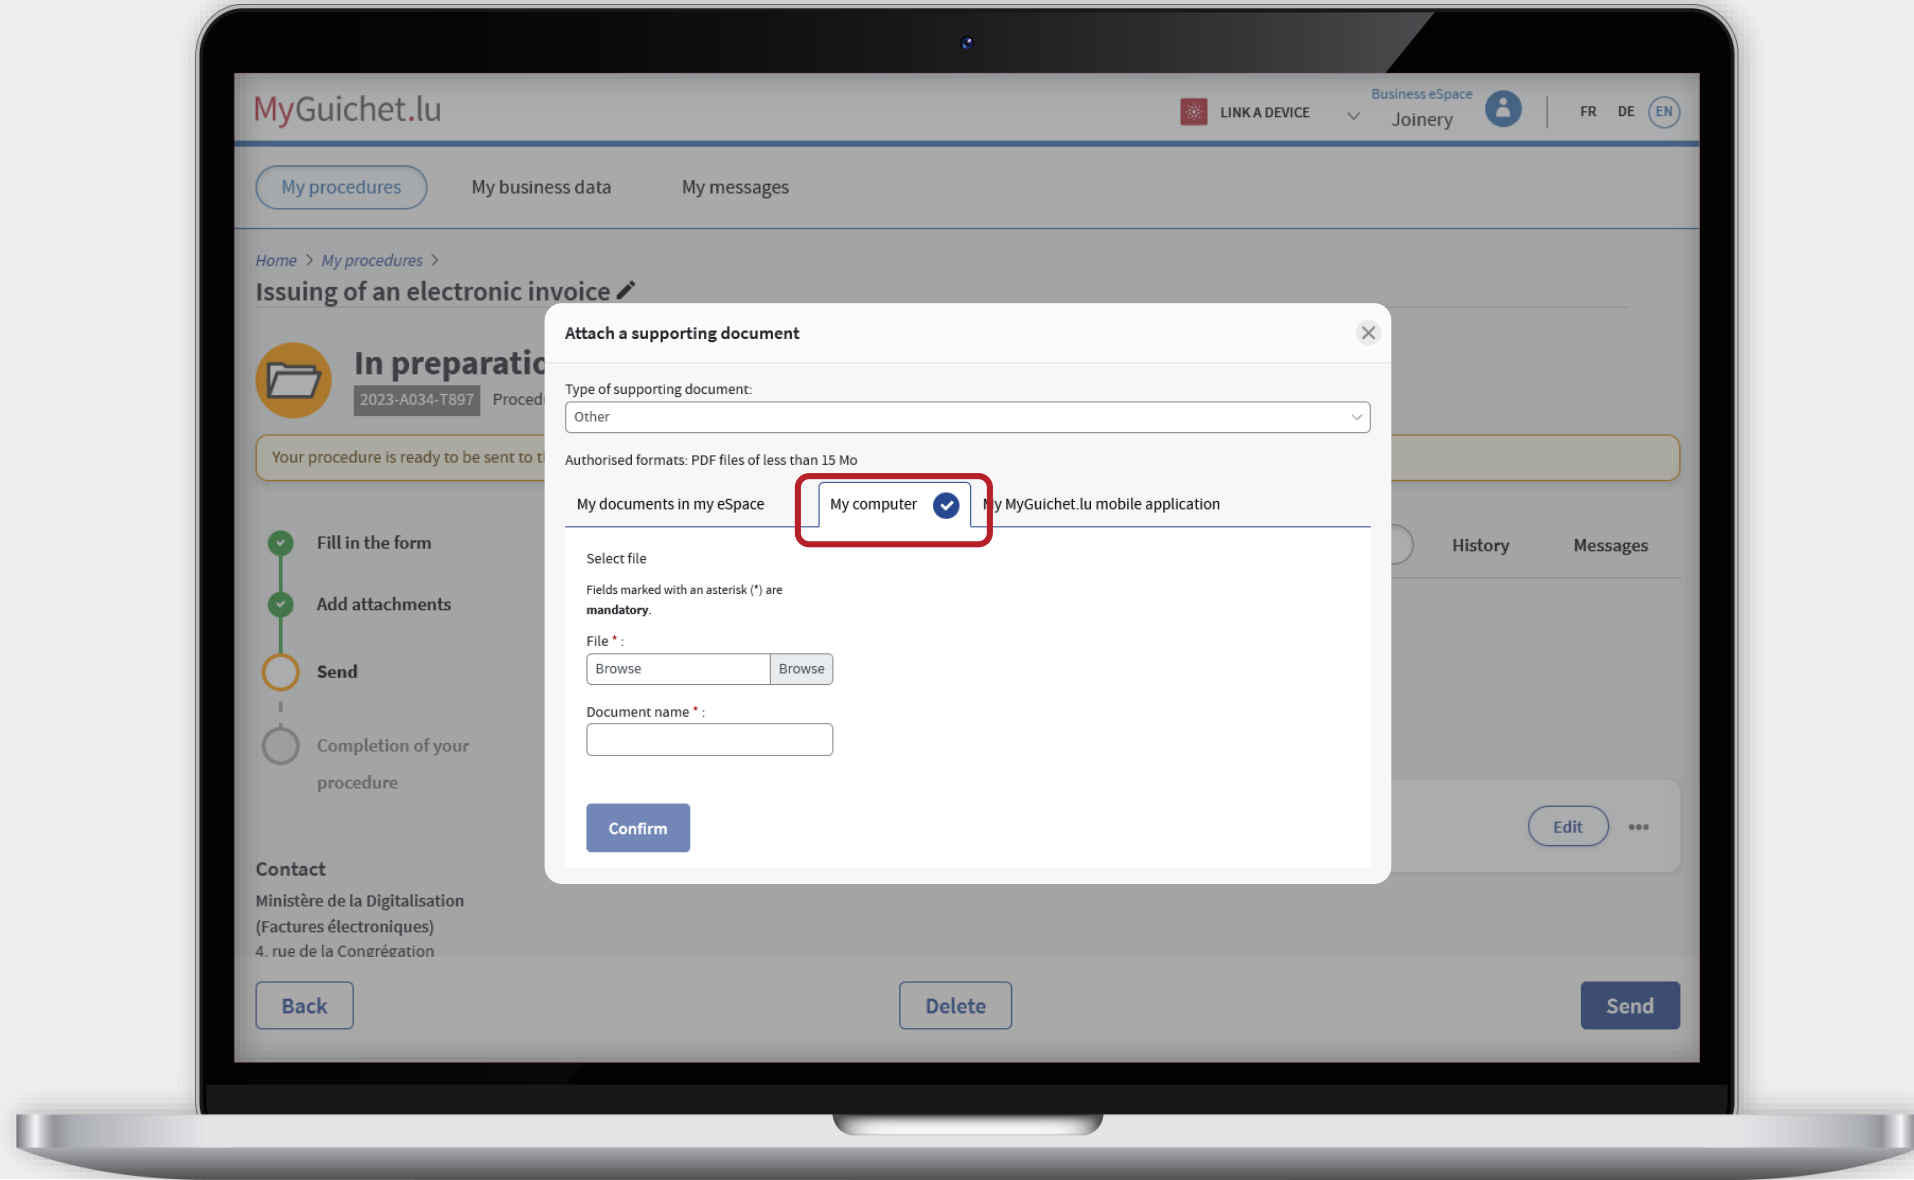 MyGuichet.lu
LINK A DEVICE
Business eSpace
Joinery
FR DE EN
My procedures My business data My messages
Home > My procedures >
Issuing of an electronic invoice
In preparatio
2023-A034-T897 Proced
Your procedure is ready to be sent to t
Fill in the form
Add attachments
Send
Completion of your
procedure
Contact
Ministère de la Digitalisation
(Factures électroniques)
4, rue de la Congrégation
Attach a supporting document
Type of supporting document:
Other
Authorised formats: PDF files of less than 15 Mo
My documents in my eSpace My computer My MyGuichet.lu mobile application
Select file
Fields marked with an asterisk (*) are
mandatory.
File * :
Browse Browse
Document name * :
Confirm
History Messages
Edit
Back Delete Send